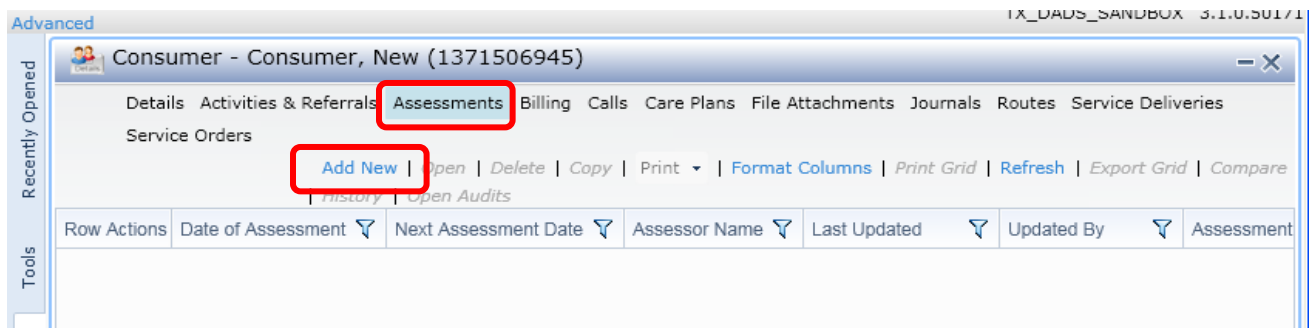 TX_DADS_SANDBOX 3.1.0.50171
Advanced
Consumer - Consumer, New (1371506945)
Details
Recently Opened
Details Activities & Referrals Assessments Billing Calls Care Plans File Attachments Journals Routes Service Deliveries
Service Orders
Add New | Open | Delete | Copy | Print | Format Columns | Print Grid | Refresh | Export Grid | Compare
| History | Open Audits
Row Actions Date of Assessment Next Assessment Date Assessor Name Last Updated Updated By Assessment
Tools